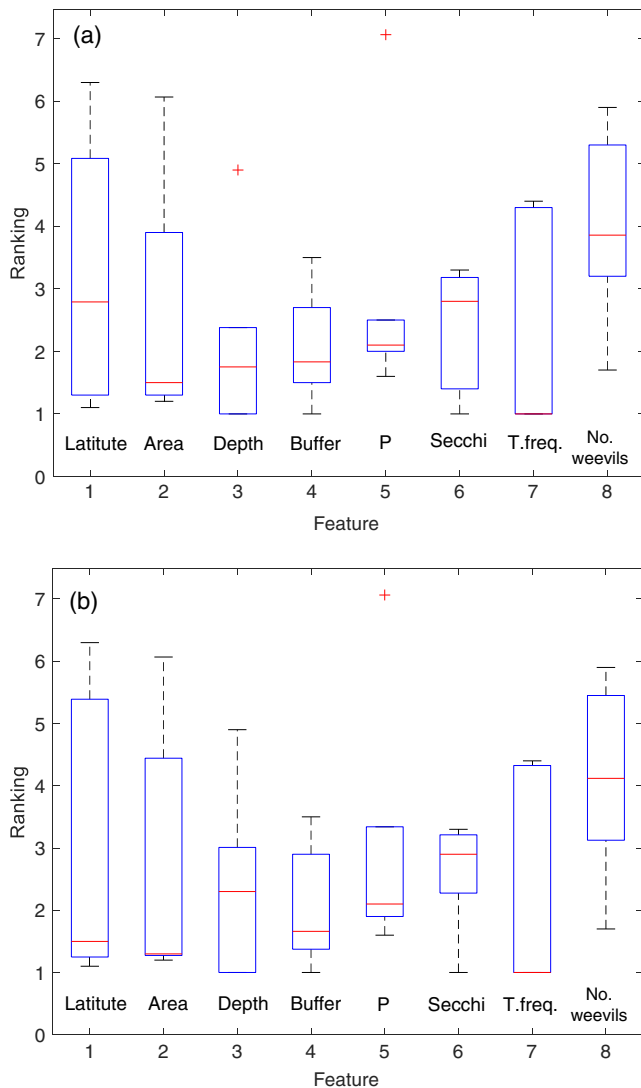 (a)
7
6
5
4
3
2
1
0
Ranking
Latitute Area Depth Buffer P Secchi T.freq. No. weevils
1 2 3 4 5 6 7 8
Feature
(b)
7
6
5
4
3
2
1
0
Ranking
Latitute Area Depth Buffer P Secchi T.freq. No. weevils
1 2 3 4 5 6 7 8
Feature